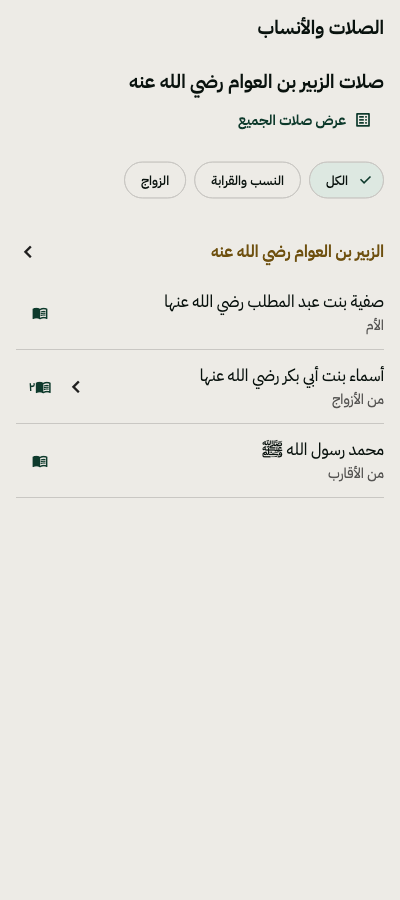 الصلات والأنساب
صلات الزبير بن العوام رضي الله عنه
عرض صلات الجميع
الكل
النسب والقرابة
الزواج
الزبير بن العوام رضي الله عنه
صفية بنت عبد المطلب رضي الله عنها
الأم
أسماء بنت أبي بكر رضي الله عنها
٢
من الأزواج
محمد رسول الله ﷺ
من الأقارب